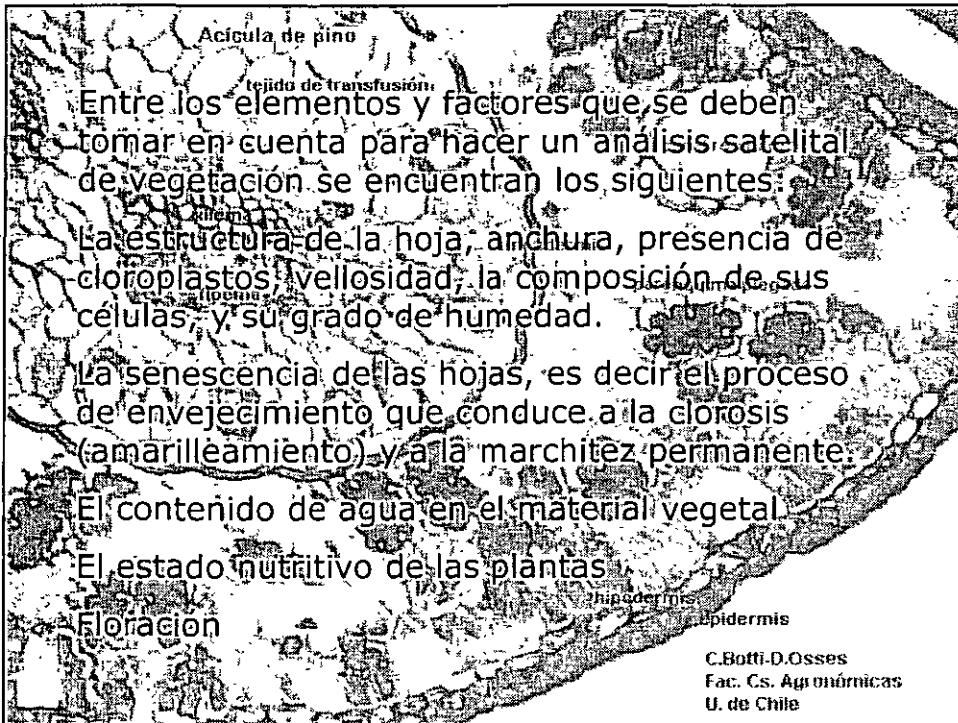 Acícula de pino
tejido de transfusión
Entre los elementos y factores que se deben
tomar en cuenta para hacer un análisis satelital
de vegetación se encuentran los siguientes:
xilema
La estructura de la hoja, anchura, presencia de
cloroplastos, vellosidad, la composición de sus
floema
células, y su grado de humedad.
La senescencia de las hojas, es decir el proceso
de envejecimiento que conduce a la clorosis
(amarilleamiento) y a la marchitez permanente.
El contenido de agua en el material vegetal
El estado nutritivo de las plantas
hipodermis
Floración
Epidermis
C.Botti-D.Osses
Fac. Cs. Agronómicas
U. de Chile